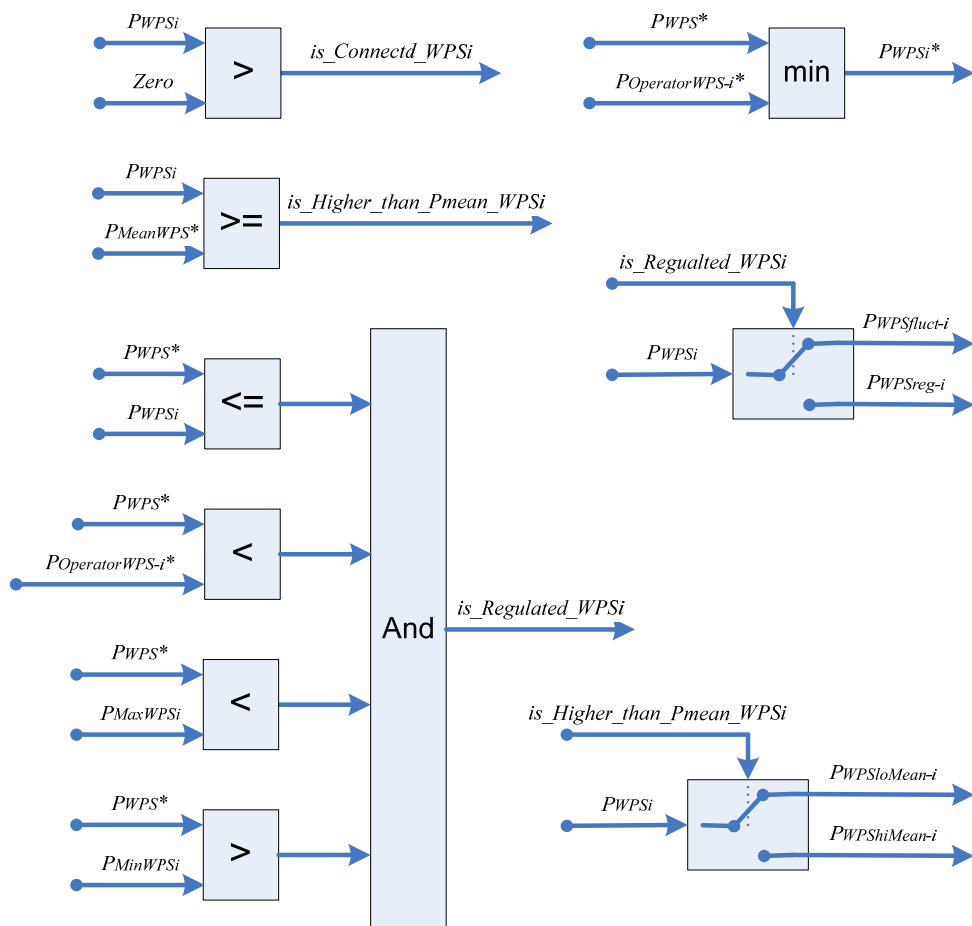 PWPSi
Zero
>
is_Connectd_WPSi
PWPS*
POperatorWPS-i*
min
PWPSi*
PWPSi
PMeanWPS*
>=
is_Higher_than_Pmean_WPSi
is_Regualted_WPSi
PWPSi
PWPSfluct-i
PWPSreg-i
PWPS*
PWPSi
<=
PWPS*
POperatorWPS-i*
<
PWPS*
PMaxWPSi
<
PWPS*
PMinWPSi
>
And
is_Regulated_WPSi
is_Higher_than_Pmean_WPSi
PWPSi
PWPSloMean-i
PWPShiMean-i